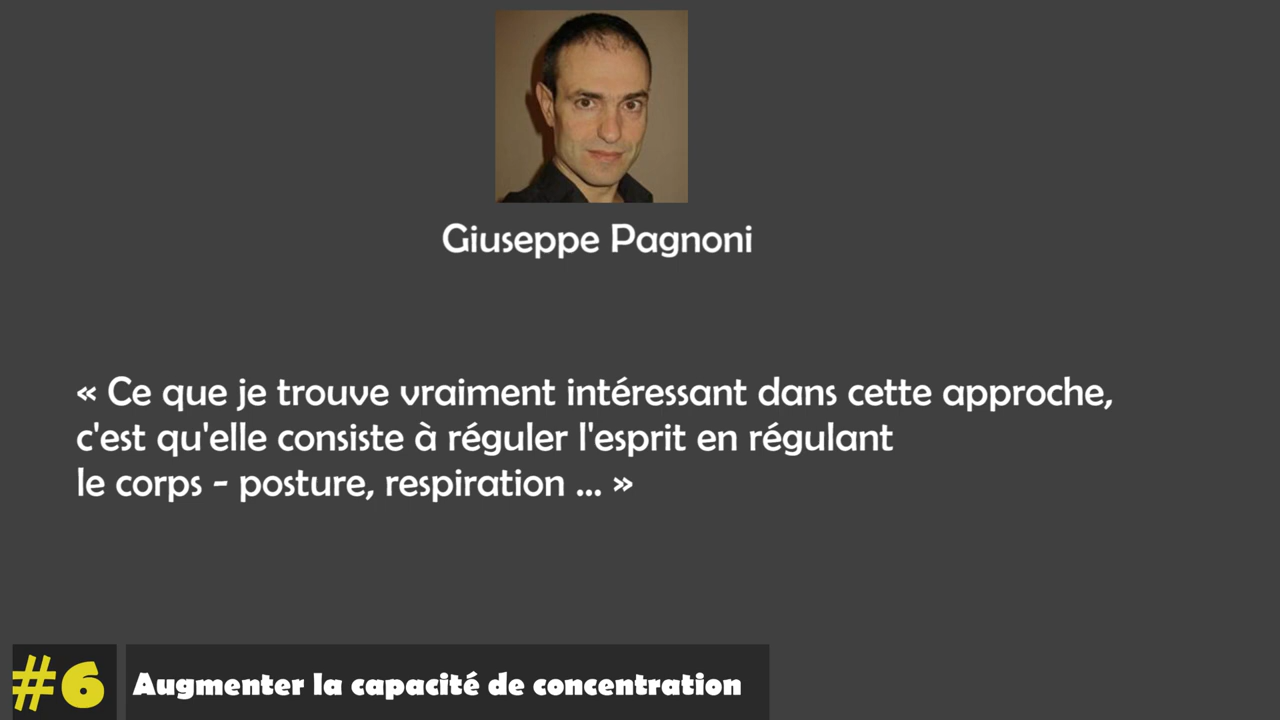 Giuseppe Pagnoni
« Ce que je trouve vraiment intéressant dans cette approche,
c'est qu'elle consiste à réguler l'esprit en régulant
le corps - posture, respiration ... »
#6 Augmenter la capacité de concentration